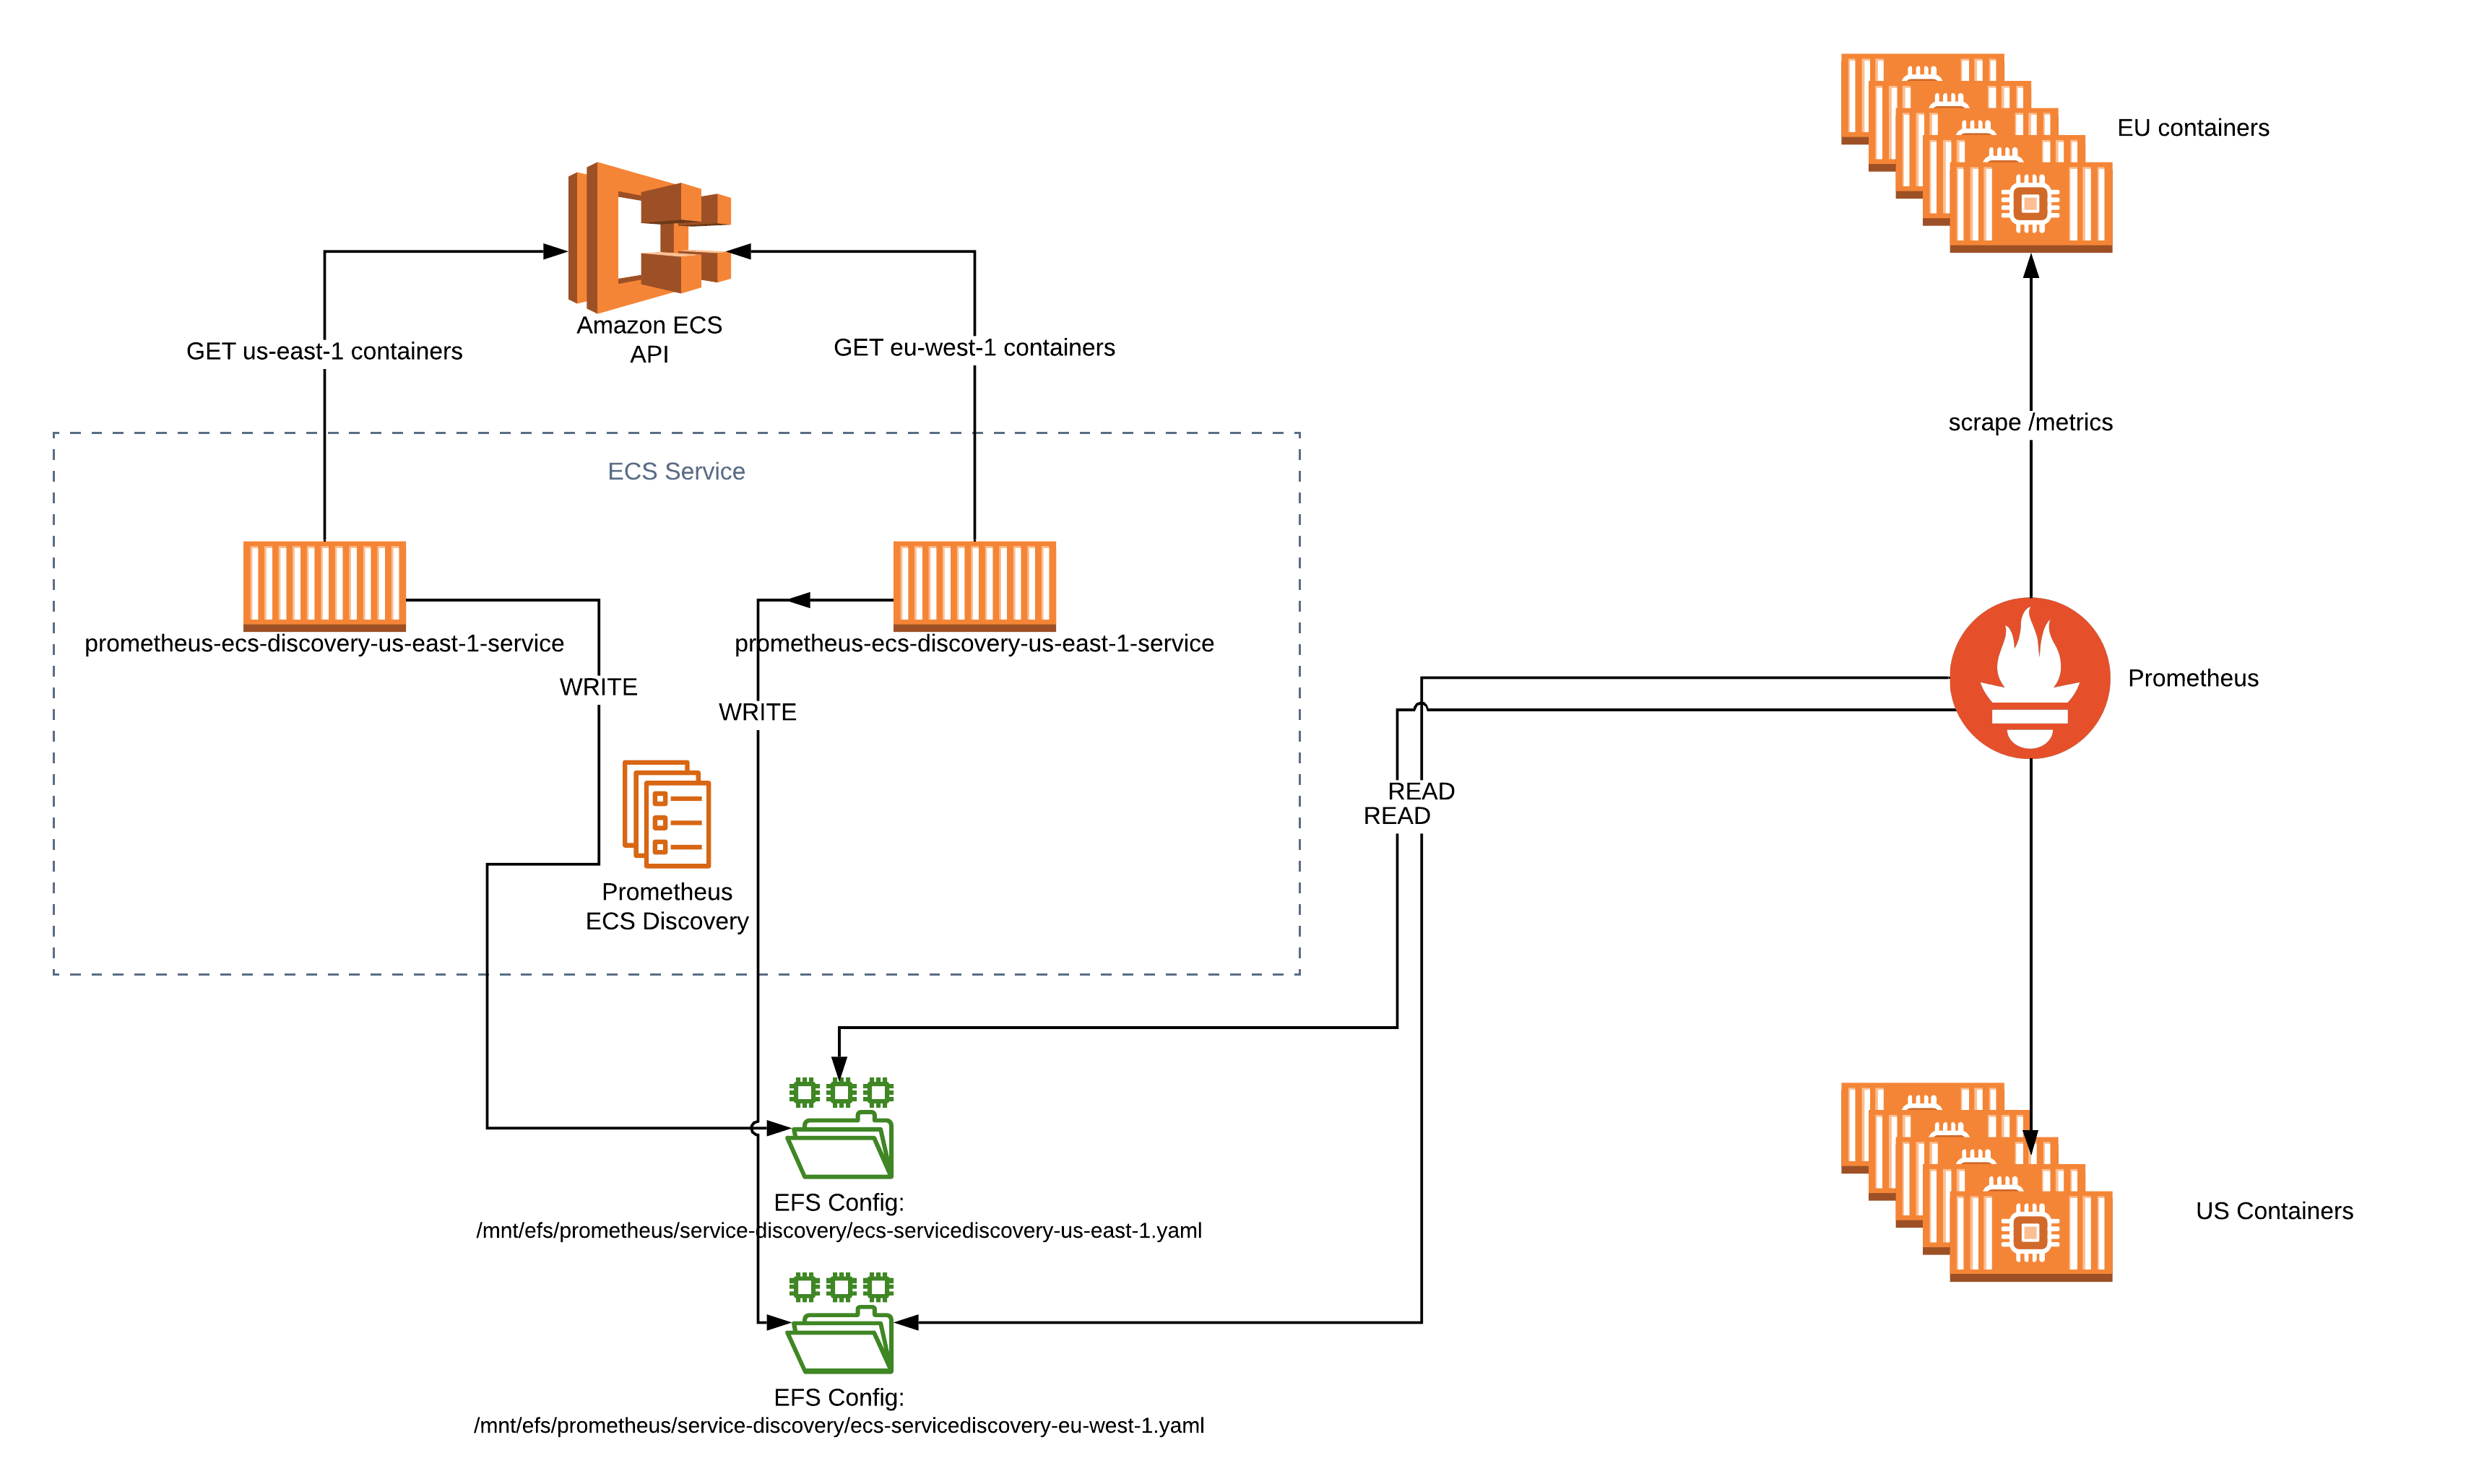 EU containers
Amazon ECS
API
GET us-east-1 containers
GET eu-west-1 containers
scrape /metrics
ECS Service
prometheus-ecs-discovery-us-east-1-service
prometheus-ecs-discovery-us-east-1-service
WRITE
WRITE
Prometheus
READ
READ
Prometheus
ECS Discovery
EFS Config:
/mnt/efs/prometheus/service-discovery/ecs-servicediscovery-us-east-1.yaml
US Containers
EFS Config:
/mnt/efs/prometheus/service-discovery/ecs-servicediscovery-eu-west-1.yaml